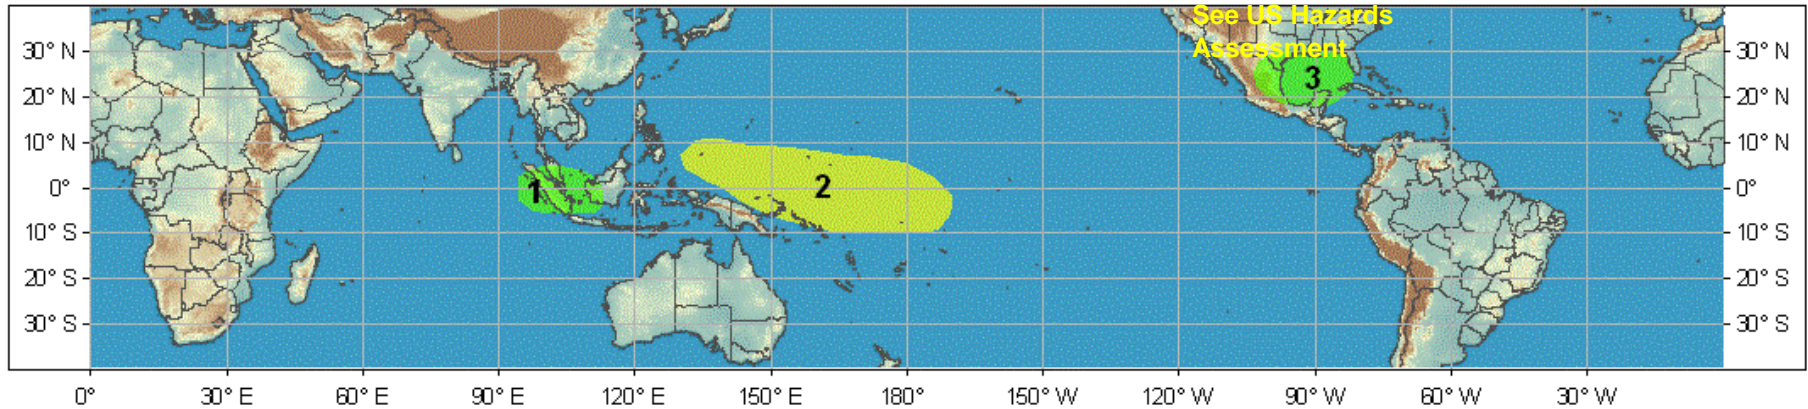 See US Hazards
Assessment
30° N
3
30° N
20° N
20° N
10° N
10° N
0°
1
2
0°
10° S
10° S
20° S
20° S
30° S
30° S
0°
30° E
60° E
90° E
120° E
150° E
180°
150° W
120° W
90° W
60° W
30° W